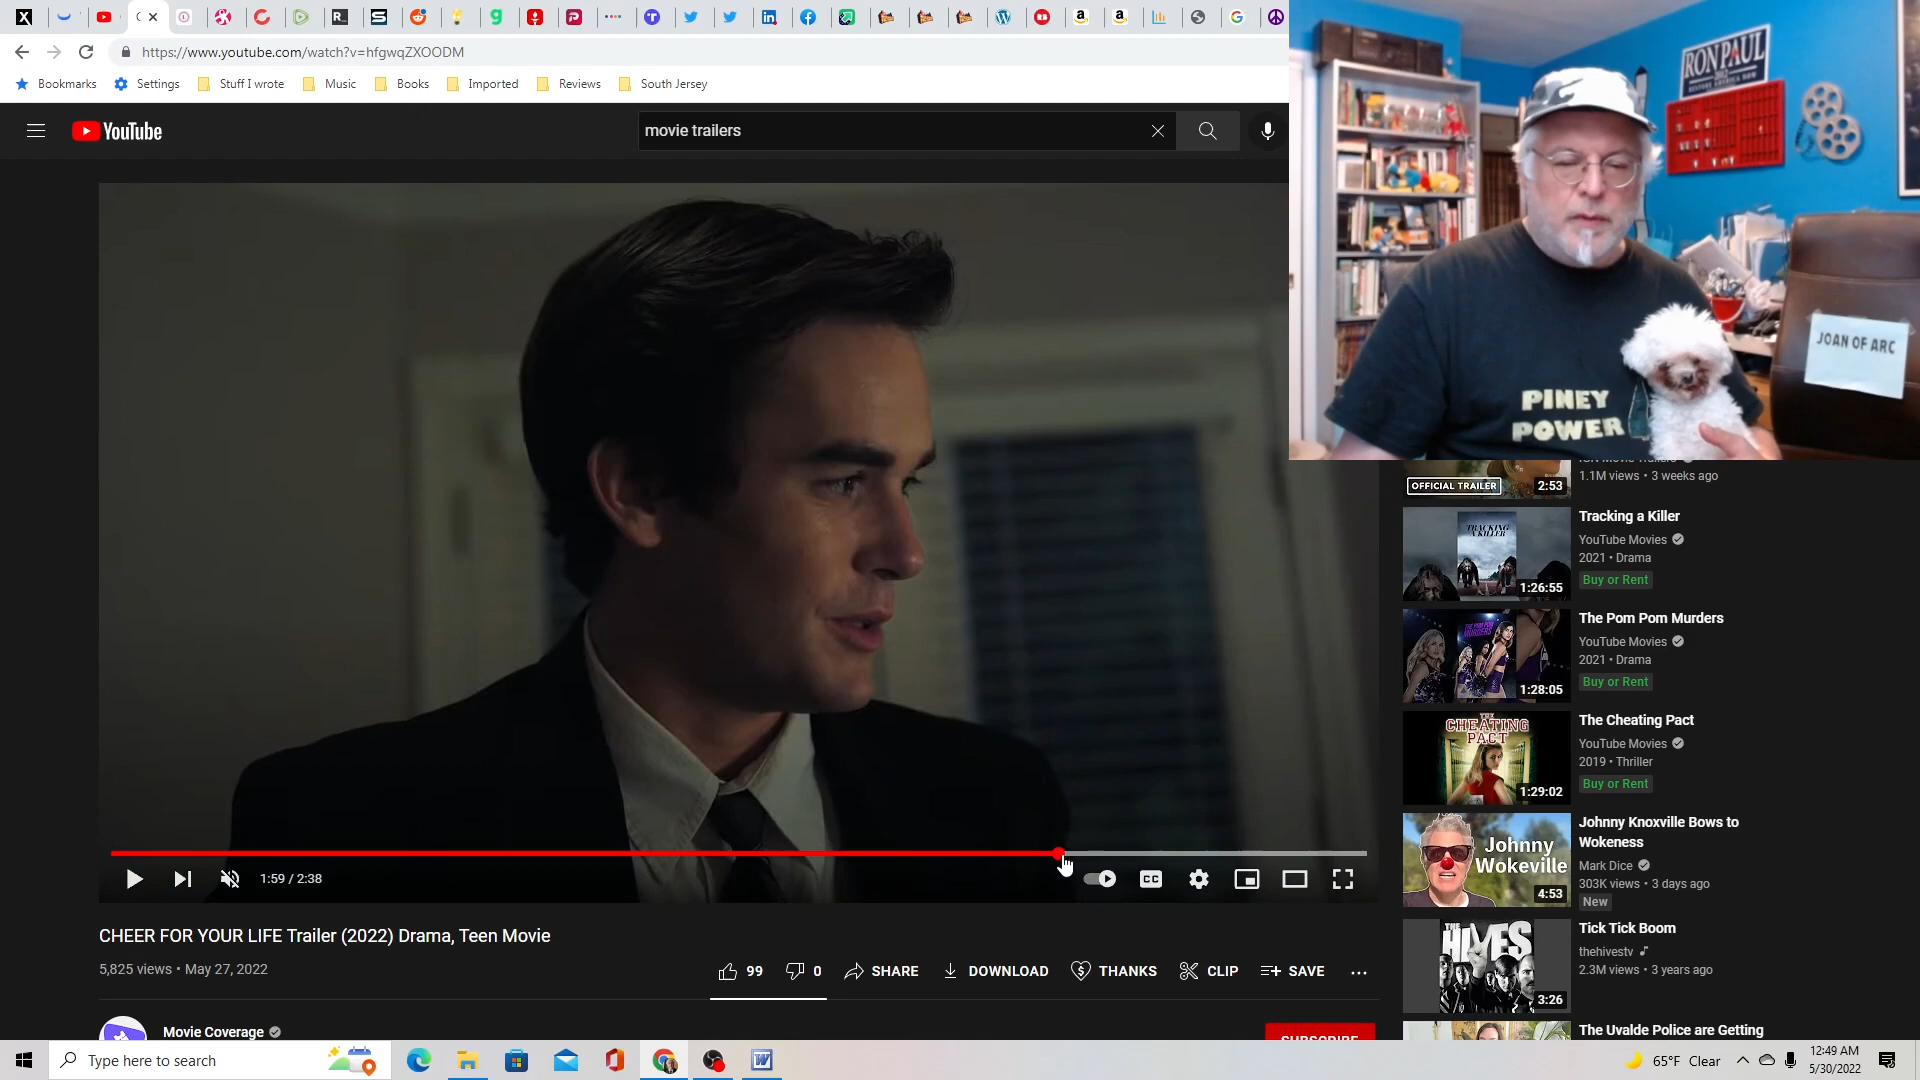 https://www.youtube.com/watch?v=hfgwqZXOODM
Bookmarks
Settings
Stuff I wrote
Music
Books
Imported
Reviews
South Jersey
YouTube
movie trailers
RON PAUL
JOAN OF ARC
PINEY
POWER
OFFICIAL TRAILER
2:53
1.1M views • 3 weeks ago
TRACKING
A KILLER
1:26:55
Tracking a Killer
YouTube Movies
2021 • Drama
Buy or Rent
1:28:05
The Pom Pom Murders
YouTube Movies
2021 • Drama
Buy or Rent
THE
CHEATING
PACT
1:29:02
The Cheating Pact
YouTube Movies
2019 • Thriller
Buy or Rent
Johnny
Wokeville
4:53
Johnny Knoxville Bows to
Wokeness
Mark Dice
303K views • 3 days ago
New
THE
HIVES
3:26
Tick Tick Boom
thehivestv
2.3M views • 3 years ago
The Uvalde Police are Getting
1:59 / 2:38
CC
CHEER FOR YOUR LIFE Trailer (2022) Drama, Teen Movie
5,825 views • May 27, 2022
99
0
SHARE
DOWNLOAD
THANKS
CLIP
SAVE
Movie Coverage
SUBSCRIBE
Type here to search
65°F Clear
12:49 AM
5/30/2022